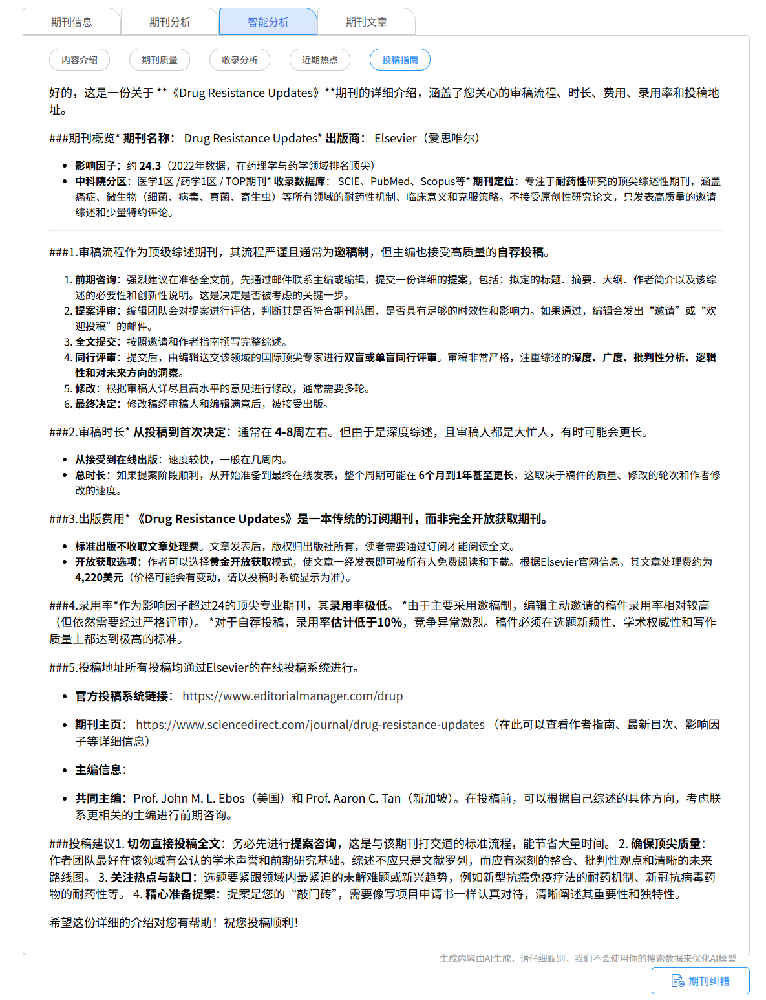 期刊信息 期刊分析 智能分析 期刊文章
内容介绍 期刊质量 收录分析 近期热点 投稿指南
好的，这是一份关于 **《Drug Resistance Updates》**期刊的详细介绍，涵盖了您关心的审稿流程、时长、费用、录用率和投稿地
址。
###期刊概览* 期刊名称： Drug Resistance Updates* 出版商： Elsevier（爱思唯尔）
• 影响因子：约 24.3（2022年数据，在药理学与药学领域排名顶尖）
• 中科院分区：医学1区 /药学1区 / TOP期刊* 收录数据库： SCIE、PubMed、Scopus等* 期刊定位：专注于耐药性研究的顶尖综述性期刊，涵盖
癌症、微生物（细菌、病毒、真菌、寄生虫）等所有领域的耐药性机制、临床意义和克服策略。不接受原创性研究论文，只发表高质量的邀请
综述和少量特约评论。
###1.审稿流程作为顶级综述期刊，其流程严谨且通常为邀稿制，但主编也接受高质量的自荐投稿。
1. 前期咨询：强烈建议在准备全文前，先通过邮件联系主编或编辑，提交一份详细的提案，包括：拟定的标题、摘要、大纲、作者简介以及该综
述的必要性和创新性说明。这是决定是否被考虑的关键一步。
2. 提案评审：编辑团队会对提案进行评估，判断其是否符合期刊范围、是否具有足够的时效性和影响力。如果通过，编辑会发出“邀请”或“欢
迎投稿”的邮件。
3. 全文提交：按照邀请和作者指南撰写完整综述。
4. 同行评审：提交后，由编辑送交该领域的国际顶尖专家进行双盲或单盲同行评审。审稿非常严格，注重综述的深度、广度、批判性分析、逻辑
性和对未来方向的洞察。
5. 修改：根据审稿人详尽且高水平的意见进行修改，通常需要多轮。
6. 最终决定：修改稿经审稿人和编辑满意后，被接受出版。
###2.审稿时长* 从投稿到首次决定：通常在 4-8周左右。但由于是深度综述，且审稿人都是大忙人，有时可能会更长。
• 从接受到在线出版：速度较快，一般在几周内。
• 总时长：如果提案阶段顺利，从开始准备到最终在线发表，整个周期可能在 6个月到1年甚至更长，这取决于稿件的质量、修改的轮次和作者修
改的速度。
###3.出版费用* 《Drug Resistance Updates》是一本传统的订阅期刊，而非完全开放获取期刊。
• 标准出版不收取文章处理费。文章发表后，版权归出版社所有，读者需要通过订阅才能阅读全文。
• 开放获取选项：作者可以选择黄金开放获取模式，使文章一经发表即可被所有人免费阅读和下载。根据Elsevier官网信息，其文章处理费约为
4,220美元（价格可能会有变动，请以投稿时系统显示为准）。
###4.录用率*作为影响因子超过24的顶尖专业期刊，其录用率极低。 *由于主要采用邀稿制，编辑主动邀请的稿件录用率相对较高
（但依然需要经过严格评审）。 *对于自荐投稿，录用率估计低于10%，竞争异常激烈。稿件必须在选题新颖性、学术权威性和写作
质量上都达到极高的标准。
###5.投稿地址所有投稿均通过Elsevier的在线投稿系统进行。
• 官方投稿系统链接： https://www.editorialmanager.com/drup
• 期刊主页： https://www.sciencedirect.com/journal/drug-resistance-updates （在此可以查看作者指南、最新目次、影响因
子等详细信息）
• 主编信息：
• 共同主编：Prof. John M. L. Ebos（美国）和 Prof. Aaron C. Tan（新加坡）。在投稿前，可以根据自己综述的具体方向，考虑联
系更相关的主编进行前期咨询。
###投稿建议1. 切勿直接投稿全文：务必先进行提案咨询，这是与该期刊打交道的标准流程，能节省大量时间。 2. 确保顶尖质量：
作者团队最好在该领域有公认的学术声誉和前期研究基础。综述不应只是文献罗列，而应有深刻的整合、批判性观点和清晰的未来
路线图。 3. 关注热点与缺口：选题要紧跟领域内最紧迫的未解难题或新兴趋势，例如新型抗癌免疫疗法的耐药机制、新冠抗病毒药
物的耐药性等。 4. 精心准备提案：提案是您的“敲门砖”，需要像写项目申请书一样认真对待，清晰阐述其重要性和独特性。
希望这份详细的介绍对您有帮助！祝您投稿顺利！
生成内容由AI生成，请仔细甄别，我们不会使用你的搜索数据来优化AI模型
期刊纠错